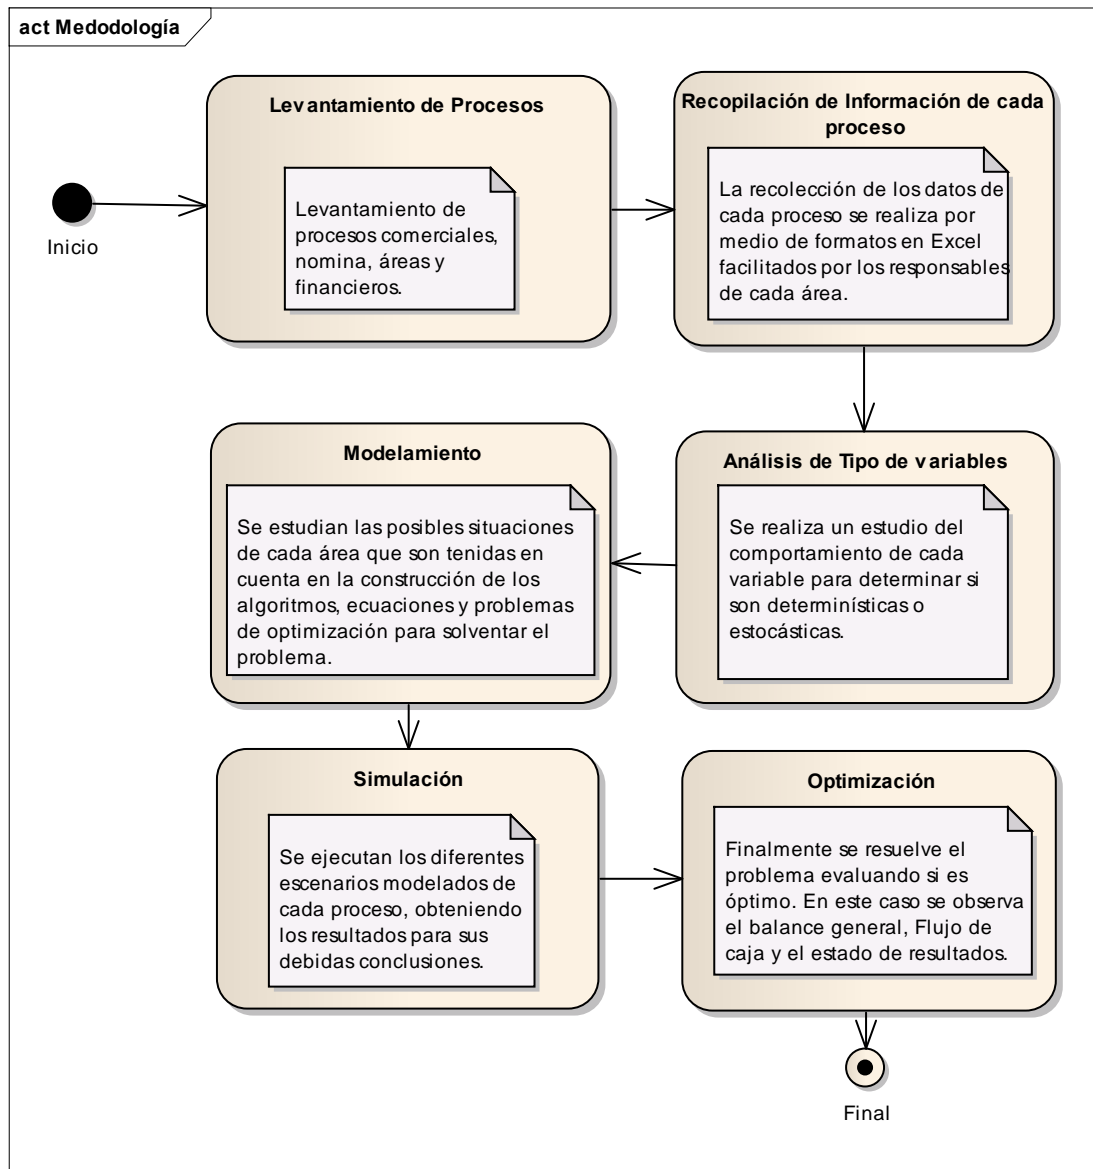 act Medodología
Levantamiento de Procesos
Levantamiento de
procesos comerciales,
nomina, áreas y
financieros.
Recopilación de Información de cada
proceso
La recolección de los datos de
cada proceso se realiza por
medio de formatos en Excel
facilitados por los responsables
de cada área.
Inicio
Modelamiento
Se estudian las posibles situaciones
de cada área que son tenidas en
cuenta en la construcción de los
algoritmos, ecuaciones y problemas
de optimización para solventar el
problema.
Análisis de Tipo de variables
Se realiza un estudio del
comportamiento de cada
variable para determinar si
son determinísticas o
estocásticas.
Simulación
Se ejecutan los diferentes
escenarios modelados de
cada proceso, obteniendo
los resultados para sus
debidas conclusiones.
Optimización
Finalmente se resuelve el
problema evaluando si es
óptimo. En este caso se observa
el balance general, Flujo de
caja y el estado de resultados.
Final